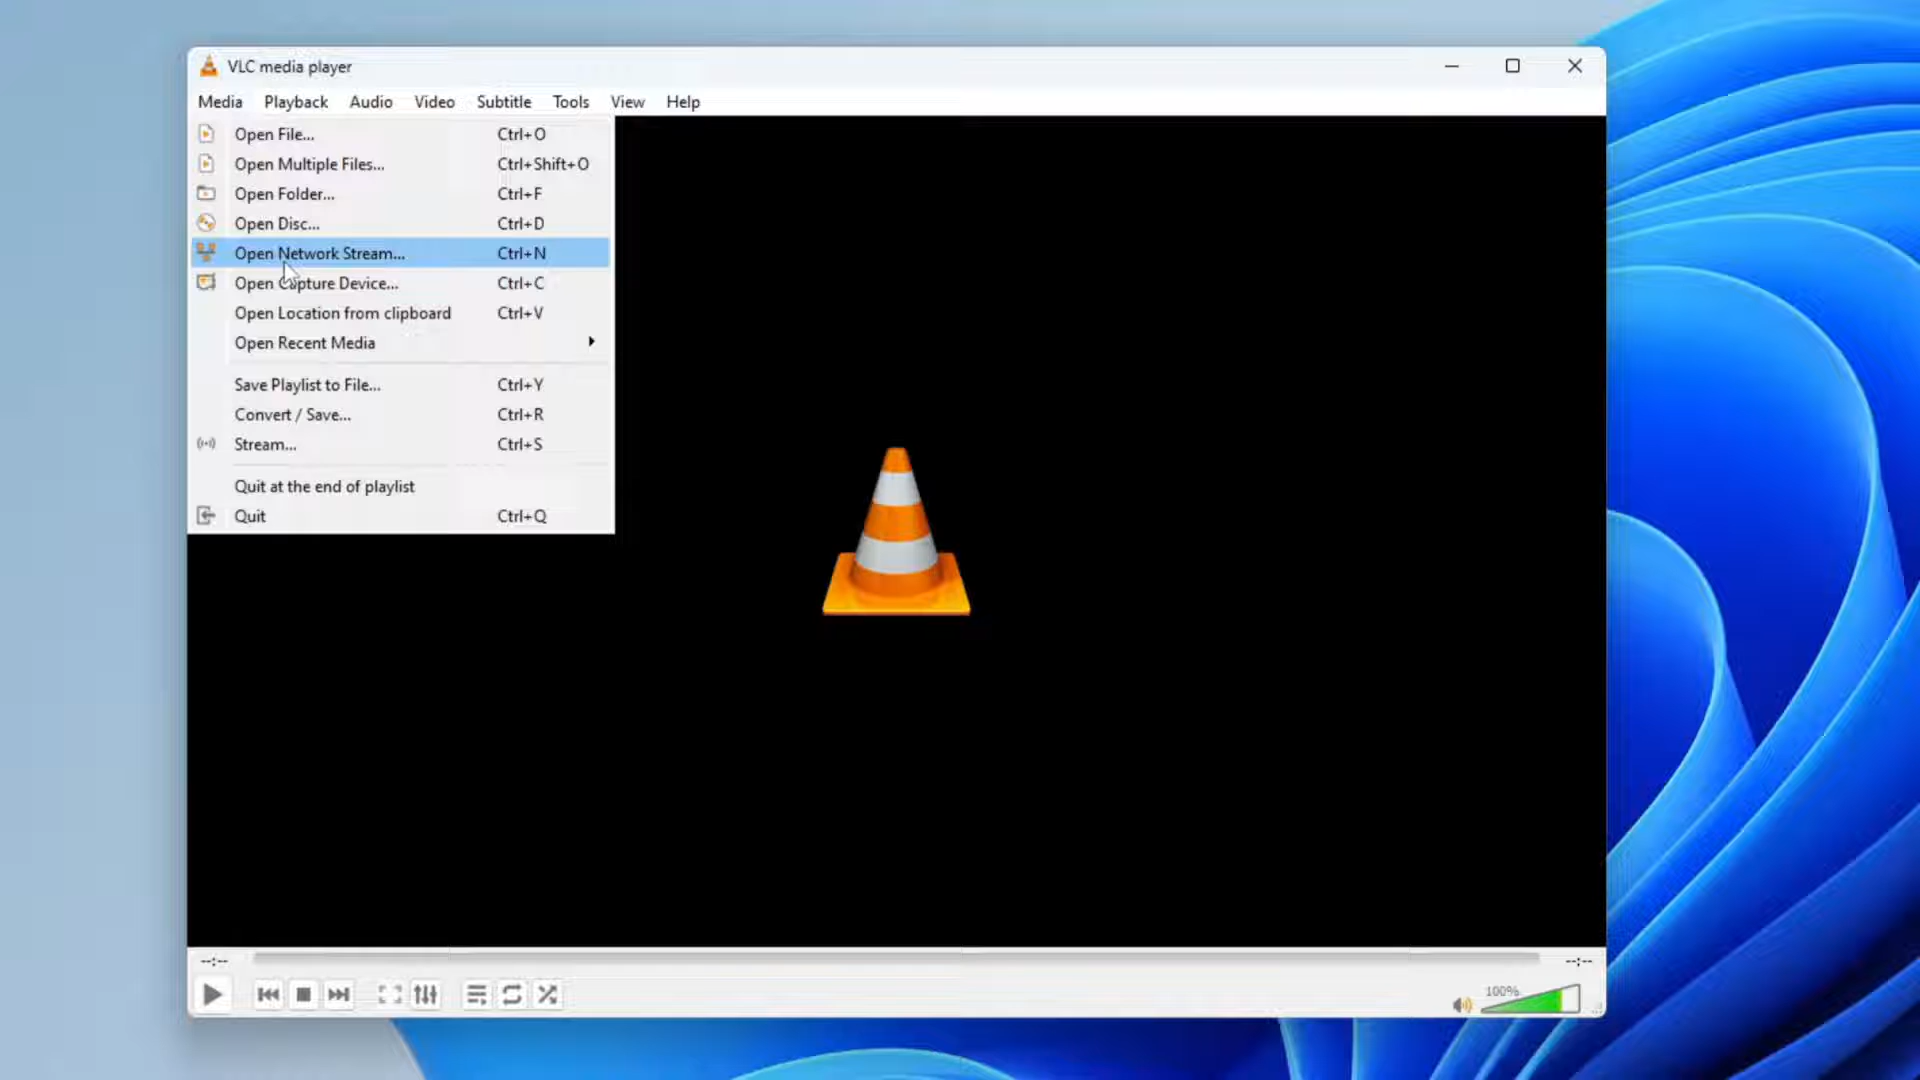 VLC media player
Media Playback Audio Video Subtitle Tools View Help
Open File... Ctrl+O
Open Multiple Files... Ctrl+Shift+O
Open Folder... Ctrl+F
Open Disc... Ctrl+D
Open Network Stream... Ctrl+N
Open Capture Device... Ctrl+C
Open Location from clipboard Ctrl+V
Open Recent Media
Save Playlist to File... Ctrl+Y
Convert / Save... Ctrl+R
Stream... Ctrl+S
Quit at the end of playlist
Quit Ctrl+Q
--:-- --:--
100%